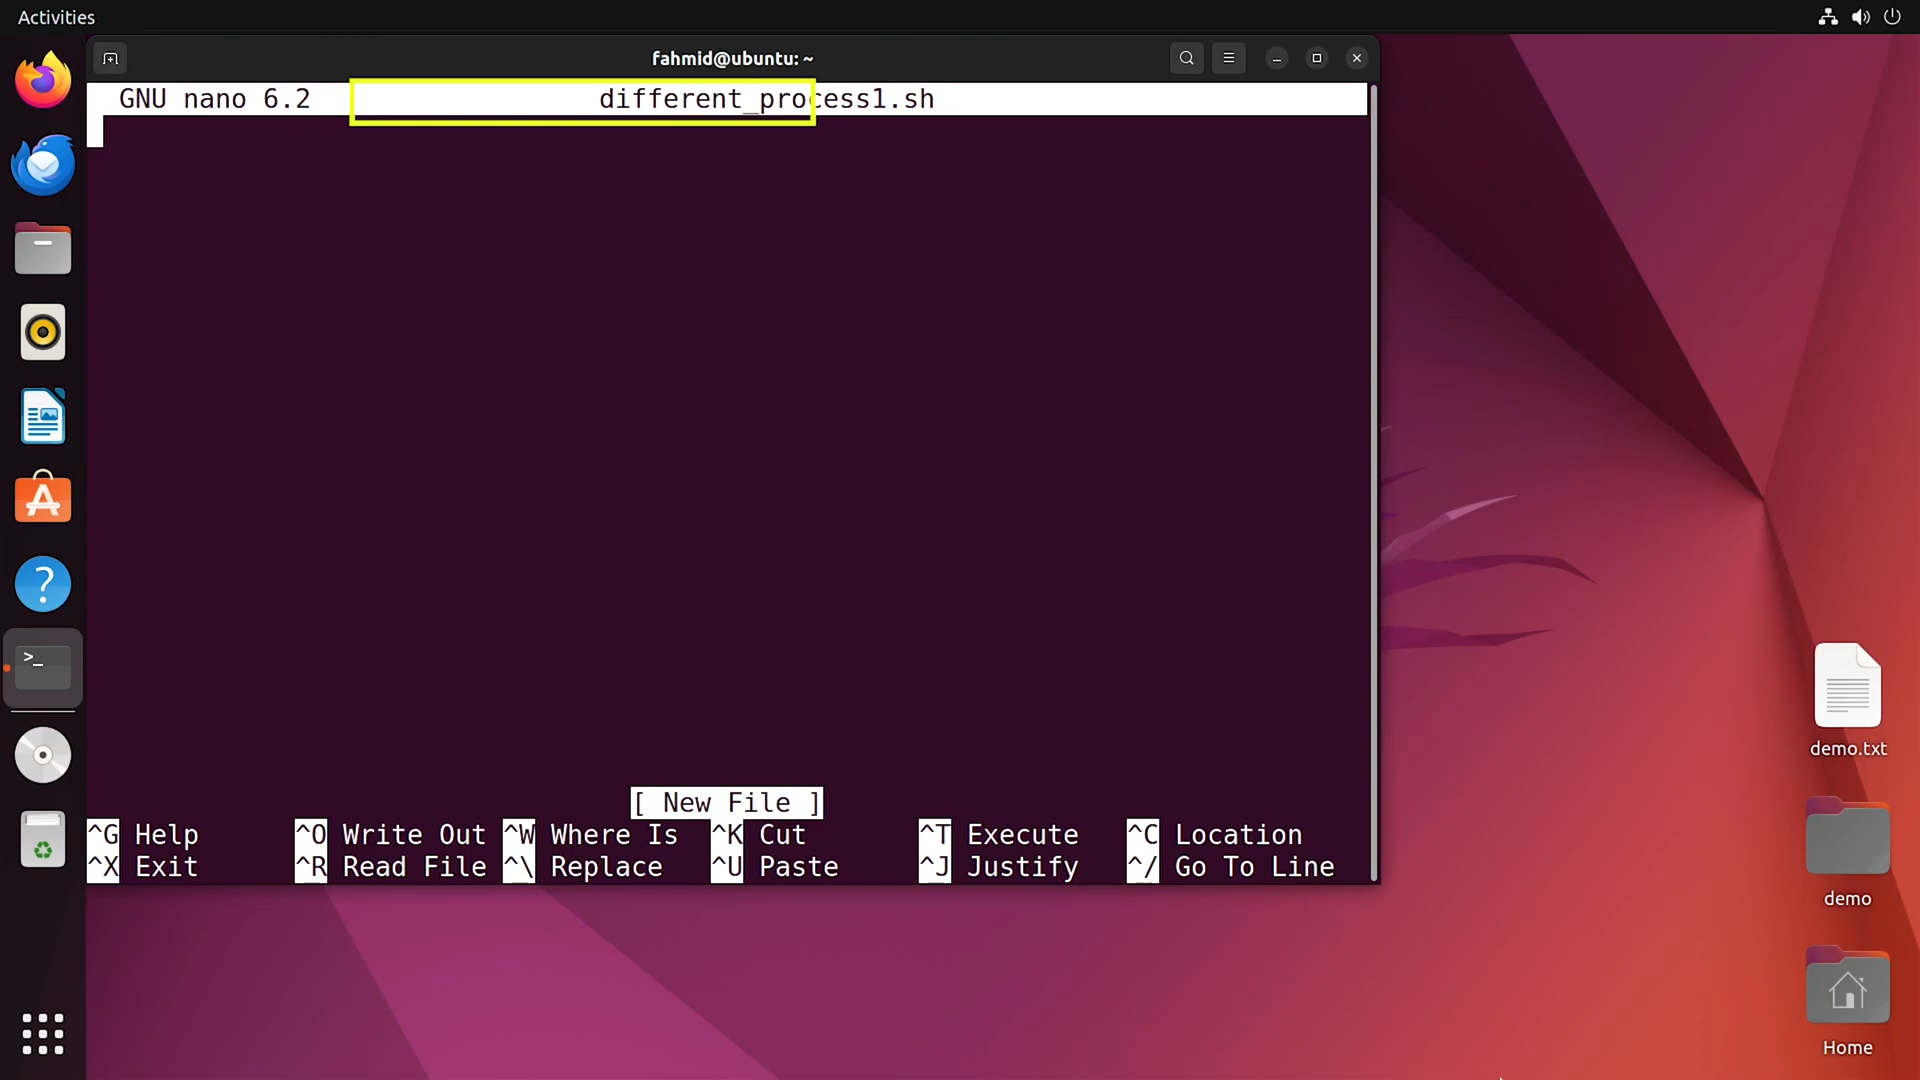 Activities
fahmid@ubuntu: ~
GNU nano 6.2 different_process1.sh
[ New File ]
^G Help ^O Write Out ^W Where Is ^K Cut ^T Execute ^C Location
^X Exit ^R Read File ^\ Replace ^U Paste ^J Justify ^/ Go To Line
demo.txt
demo
Home